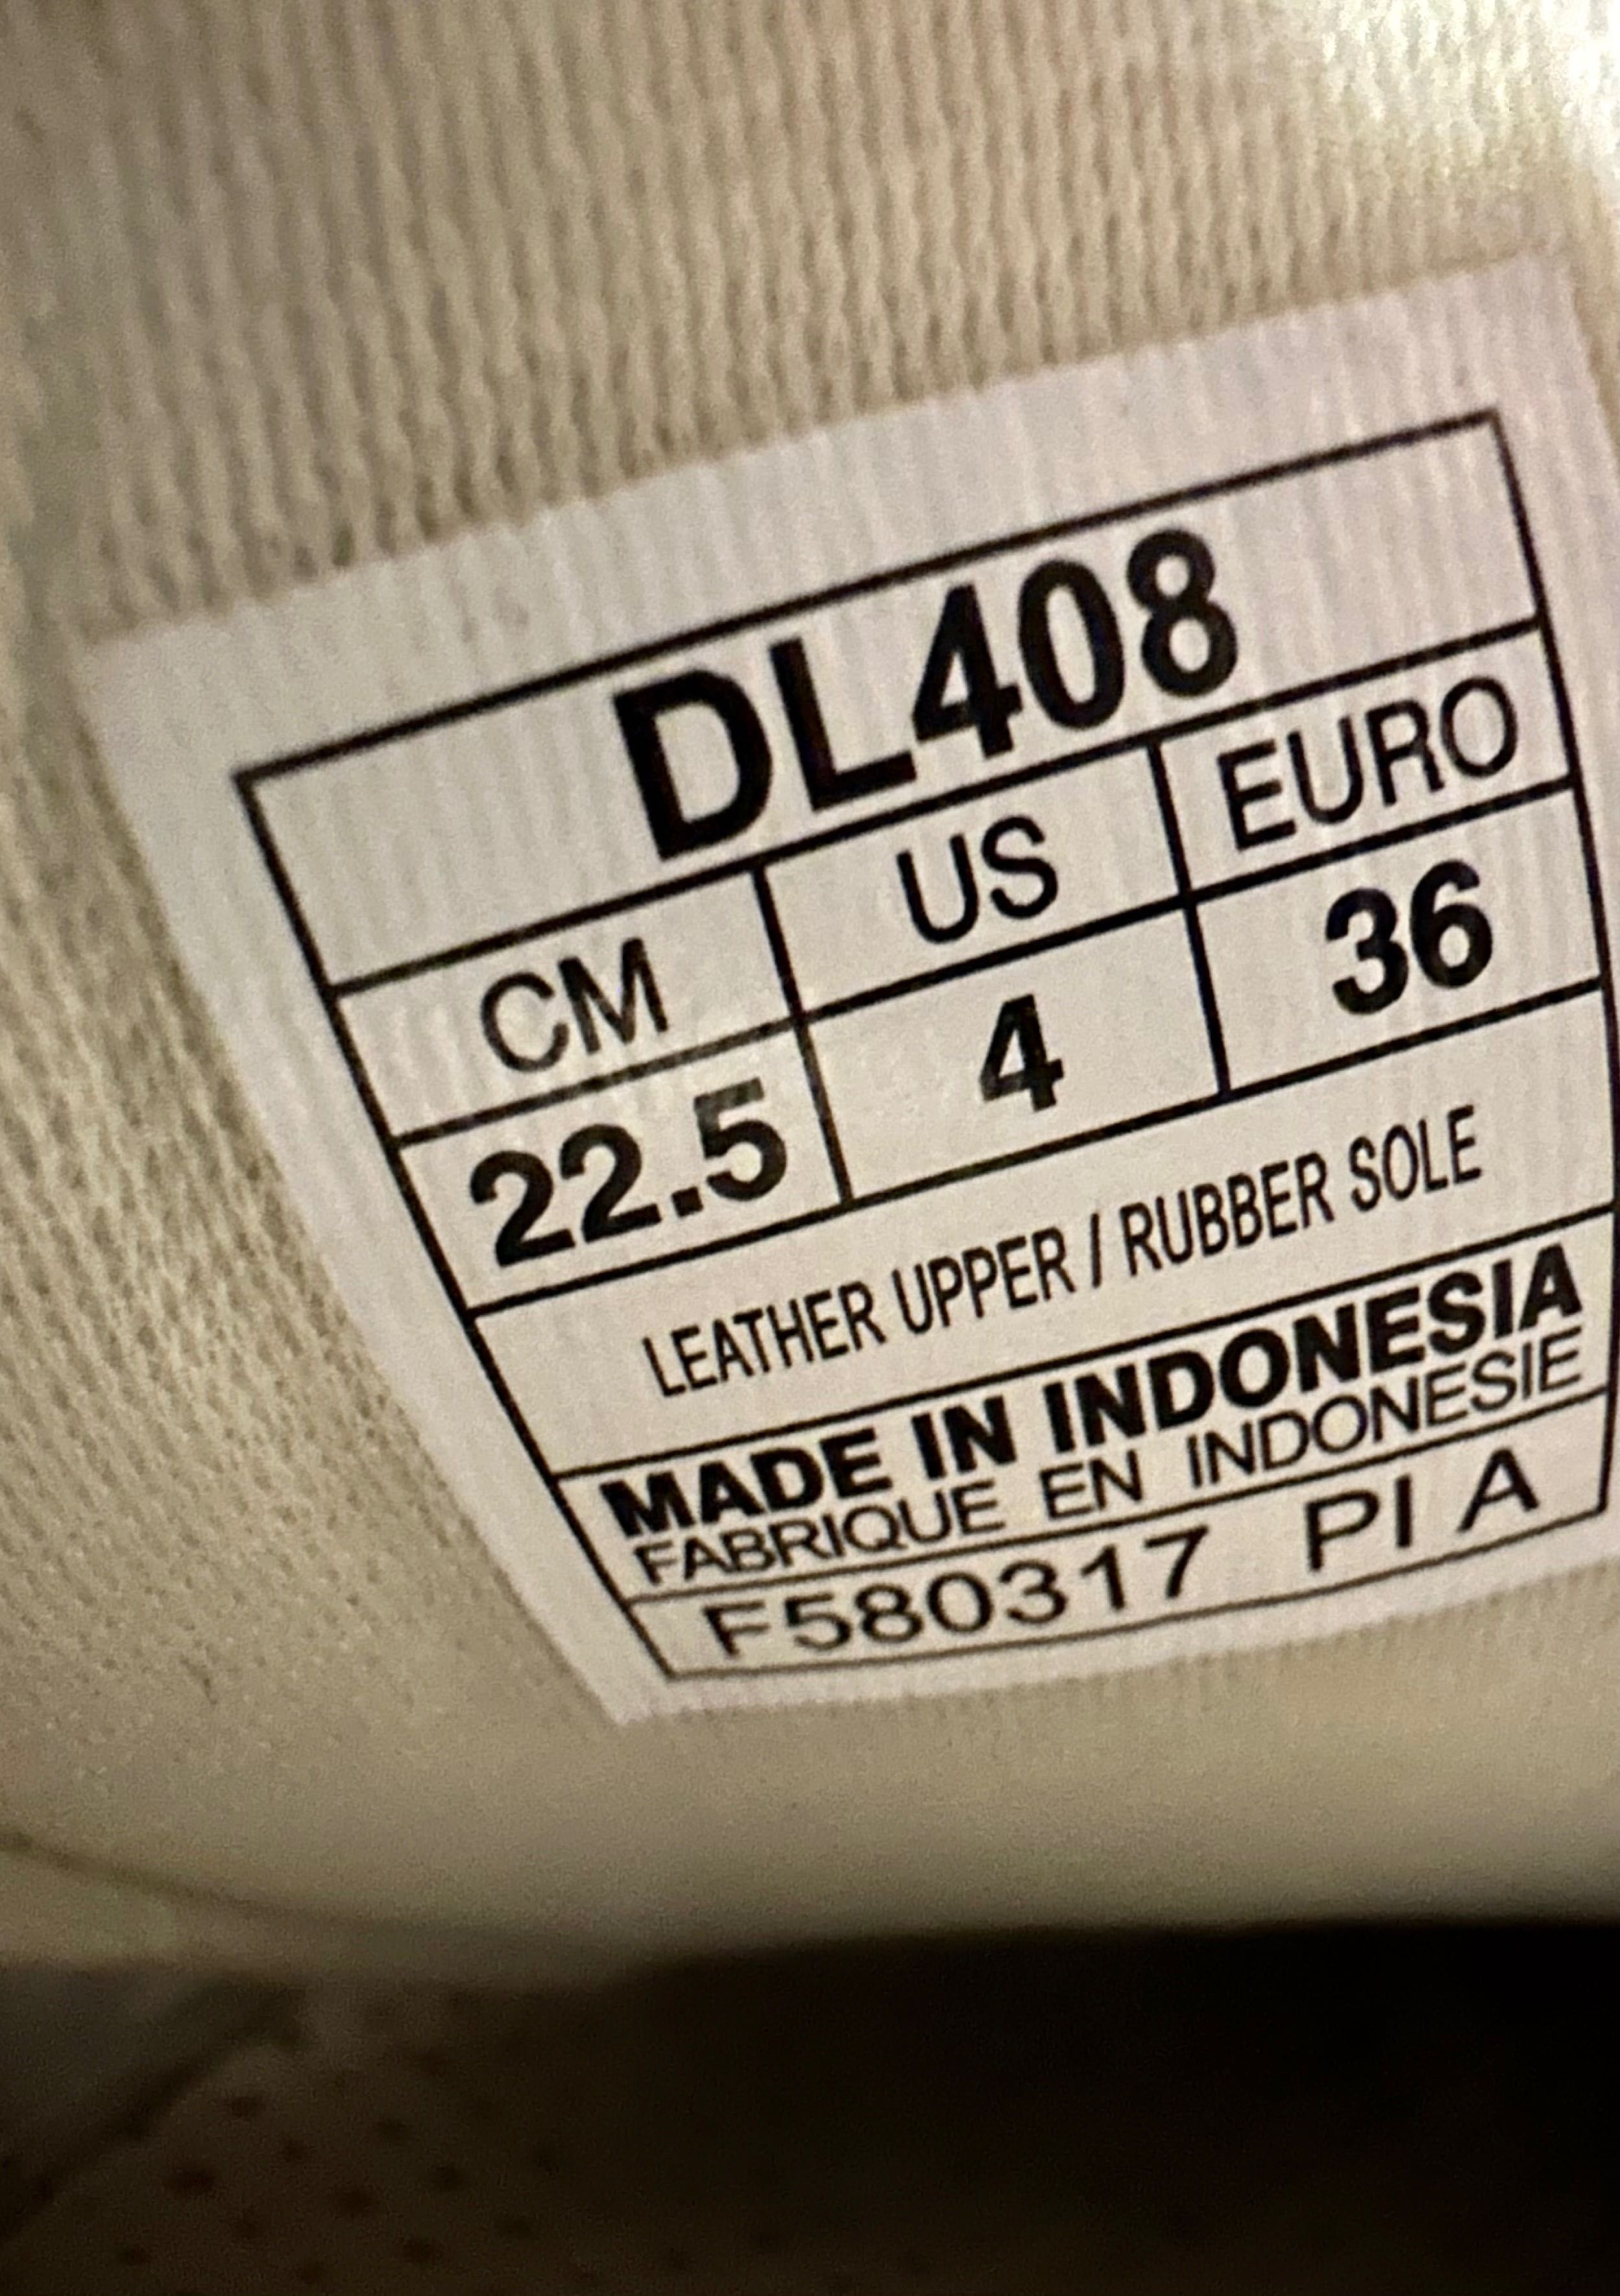 DL408
CM US EURO
22.5 4 36
LEATHER UPPER / RUBBER SOLE
MADE IN INDONESIA
FABRIQUE EN INDONESIE
F580317 PI A